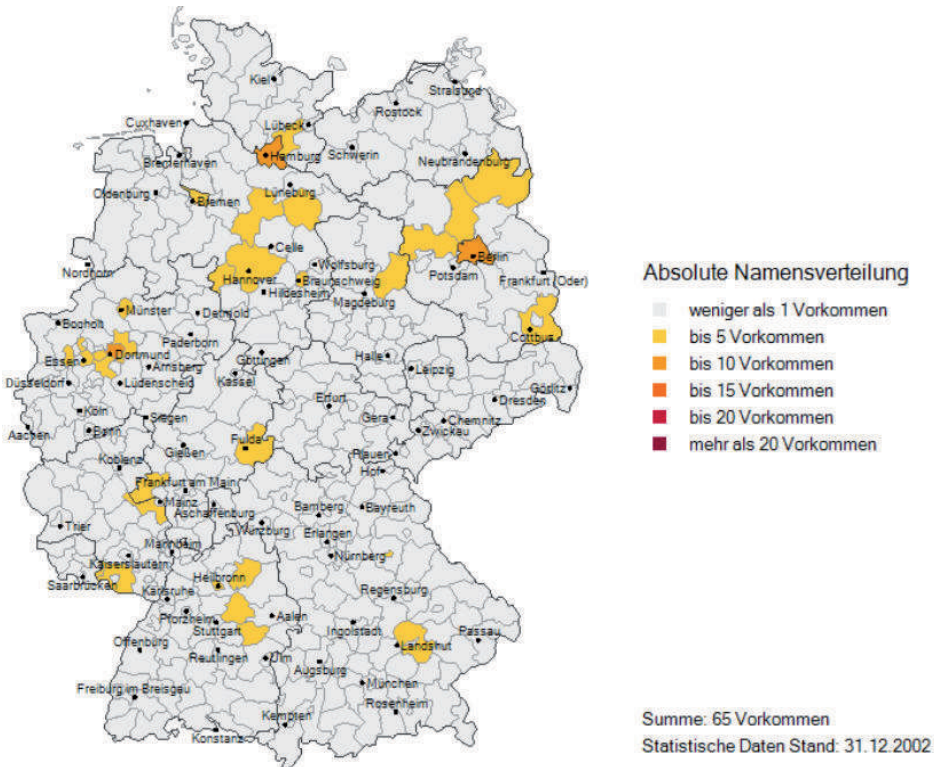 Kiel
Stralsund
Rostock
Cuxhaven
Lübeck
Hamburg
Schwerin
Neubrandenburg
Bremerhaven
Oldenburg
Bremen
Lüneburg
Celle
Wolfsburg
Berlin
Nordhorn
Hannover
Braunschweig
Potsdam
Frankfurt (Oder)
Hildesheim
Magdeburg
Münster
Detmold
Bocholt
Paderborn
Cottbus
Essen
Dortmund
Arnsberg
Göttingen
Halle
Leipzig
Düsseldorf
Lüdenscheid
Kassel
Görlitz
Dresden
Köln
Siegen
Erfurt
Gera
Chemnitz
Zwickau
Aachen
Bonn
Gießen
Fulda
Plauen
Koblenz
Hof
Frankfurt am Main
Mainz
Aschaffenburg
Bamberg
Bayreuth
Trier
Würzburg
Erlangen
Mannheim
Nürnberg
Kaiserslautern
Saarbrücken
Heilbronn
Karlsruhe
Regensburg
Pforzheim
Aalen
Stuttgart
Ingolstadt
Passau
Offenburg
Landshut
Reutlingen
Ulm
Augsburg
München
Freiburg im Breisgau
Rosenheim
Kempten
Konstanz
Absolute Namensverteilung
weniger als 1 Vorkommen
bis 5 Vorkommen
bis 10 Vorkommen
bis 15 Vorkommen
bis 20 Vorkommen
mehr als 20 Vorkommen
Summe: 65 Vorkommen
Statistische Daten Stand: 31.12.2002